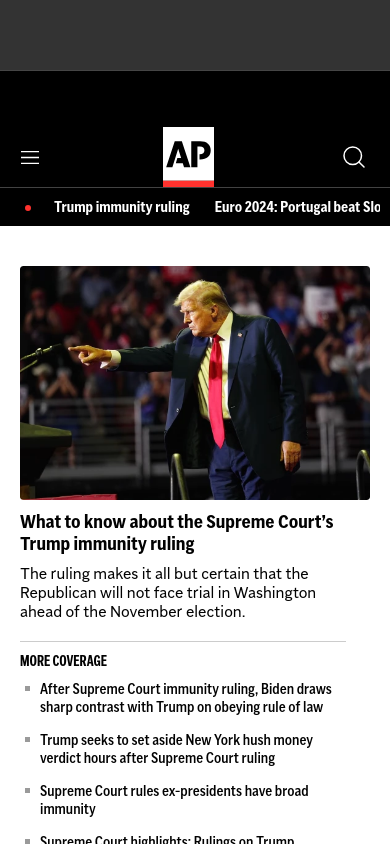 AP
Trump immunity ruling
Euro 2024: Portugal beat Slo
What to know about the Supreme Court's
Trump immunity ruling
The ruling makes it all but certain that the
Republican will not face trial in Washington
ahead of the November election.
MORE COVERAGE
After Supreme Court immunity ruling, Biden draws
sharp contrast with Trump on obeying rule of law
Trump seeks to set aside New York hush money
verdict hours after Supreme Court ruling
Supreme Court rules ex-presidents have broad
immunity
Supreme Court highlights: Rulings on Trump